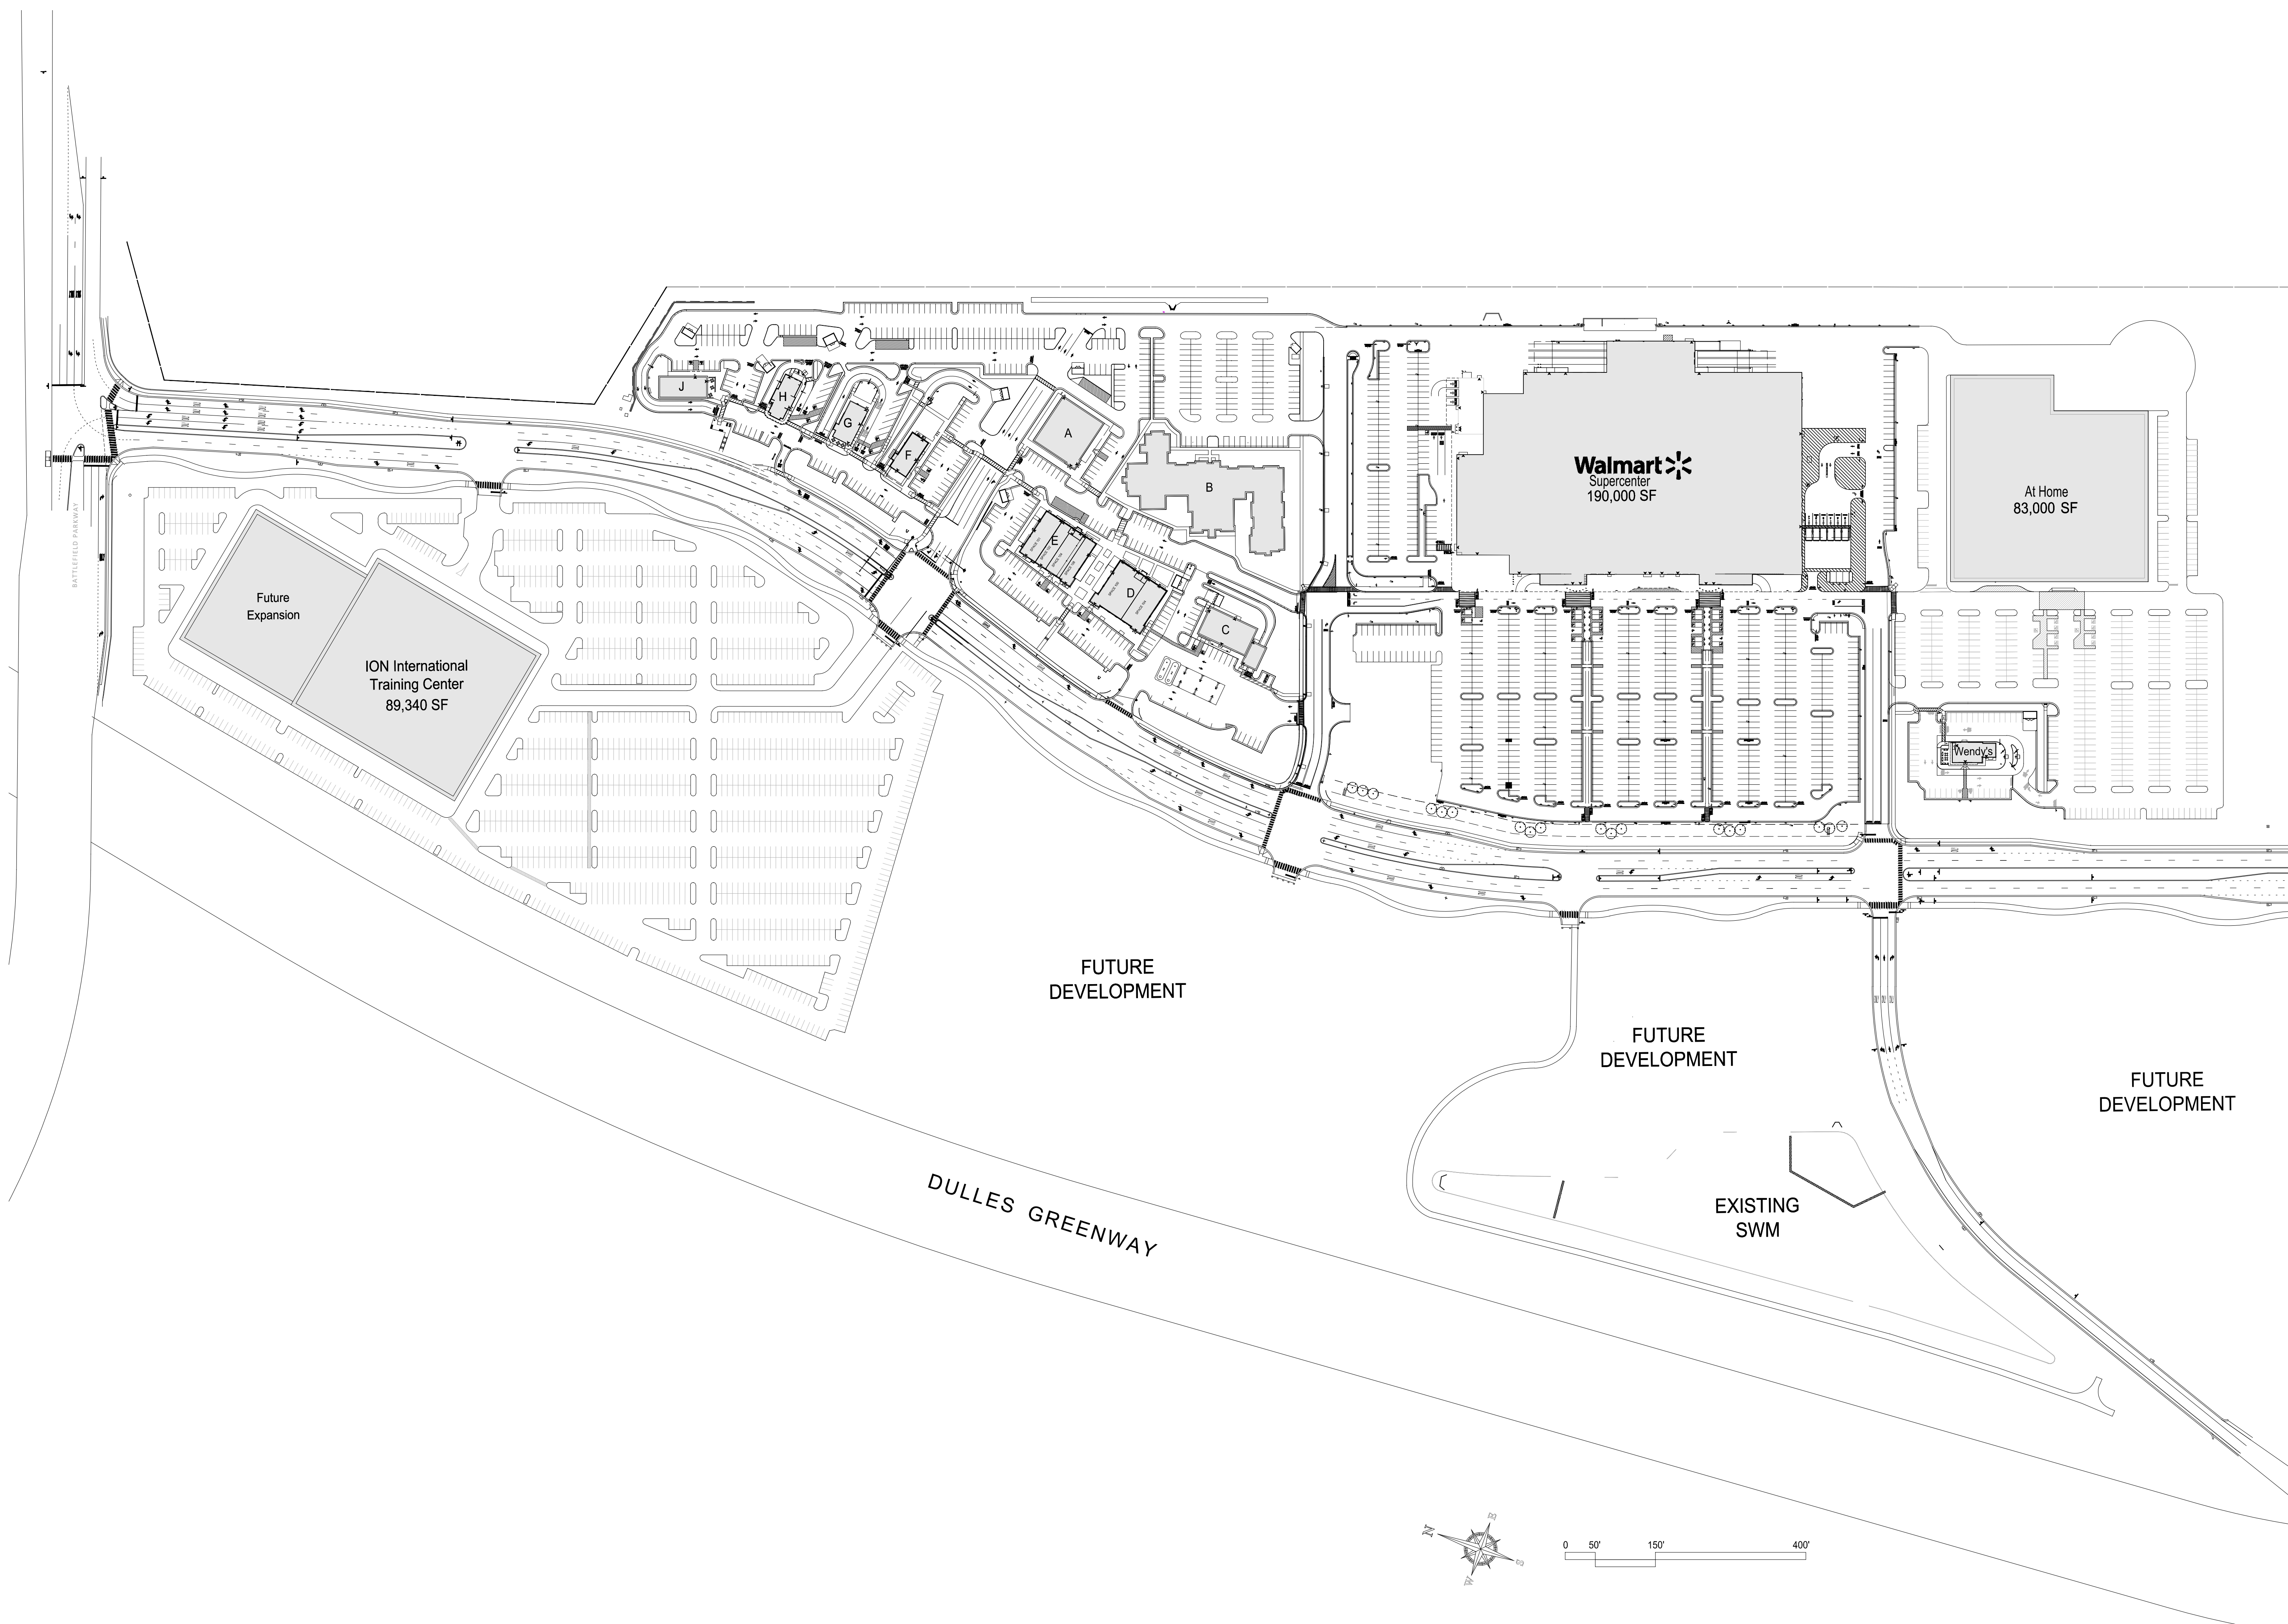 J
H
G
F
A
B
E
D
C
Walmart
Supercenter
190,000 SF
At Home
83,000 SF
Wendy's
BATTLEFIELD PARKWAY
Future
Expansion
ION International
Training Center
89,340 SF
FUTURE
DEVELOPMENT
FUTURE
DEVELOPMENT
FUTURE
DEVELOPMENT
EXISTING
SWM
DULLES GREENWAY
N
W
0 50' 150' 400'